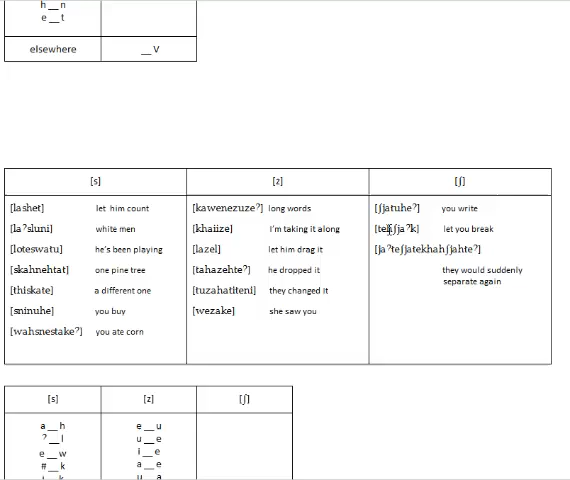 h __ n
e __ t
elsewhere __ V
[s] [z] [ʃ]
[lashet] let him count [kawenezuzeʔ] long words [ʃjatuheʔ] you write
[laʔsluni] white men [khaiize] I'm taking it along let you break
[loteswatu] he's been playing [lazel] let him drag it [jaʔteʃjatekhahʃjahteʔ]
[skahnehtat] one pine tree [tahazehteʔ] he dropped it they would suddenly
separate again
[thiskate] a different one [tuzahatiteni] they changed it
[sninuhe] you buy [wezake] she saw you
[wahsnestakeʔ] you ate corn
[s] [z] [ʃ]
a __ h e __ u
ʔ __ l u __ e
e __ w i __ e
# __ k a __ e